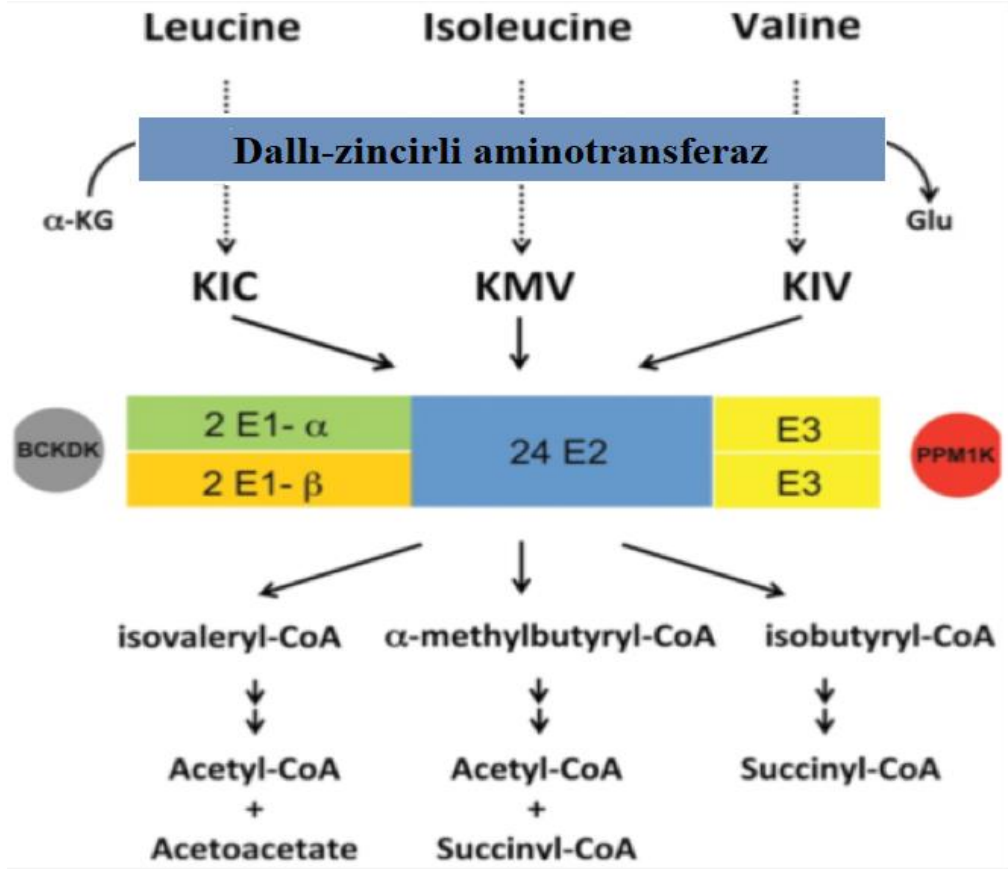 Leucine Isoleucine Valine
Dallı-zincirli aminotransferaz
α-KG Glu
KIC KMV KIV
2 E1- α
E3
BCKDK 24 E2 PPM1K
2 E1- β
E3
isovaleryl-CoA α-methylbutyryl-CoA isobutyryl-CoA
Acetyl-CoA Acetyl-CoA Succinyl-CoA
+ +
Acetoacetate Succinyl-CoA